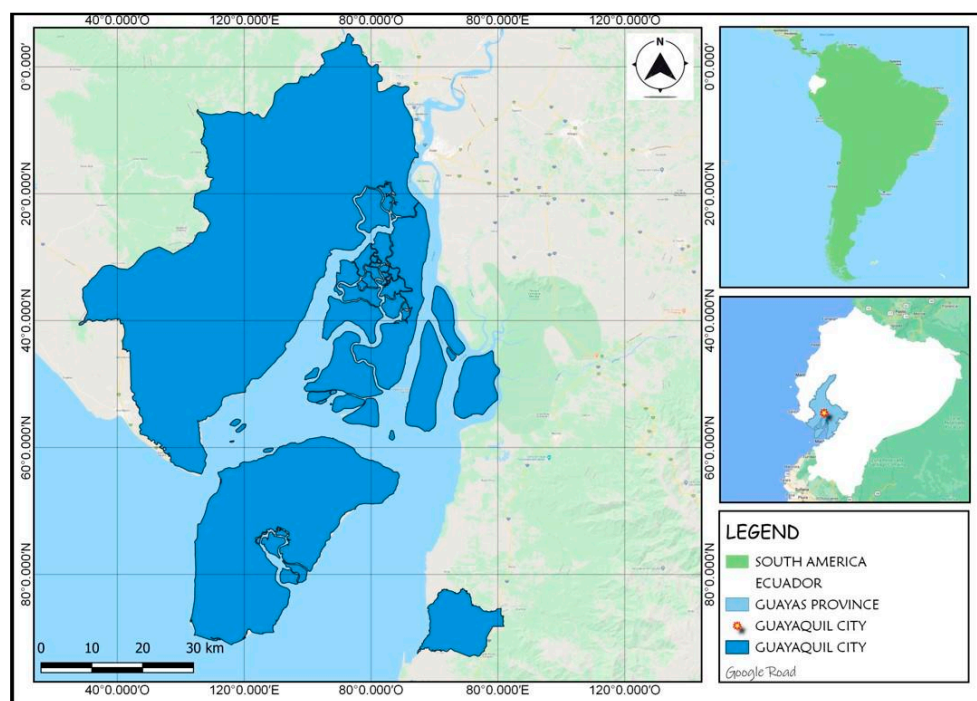 40°0.000'O 120°0.000'O 80°0.000'O 80°0.000'O 120°0.000'O
N
0°0.000' 0°0.000'
20°0.000'N 20°0.000'N
40°0.000'N 40°0.000'N
60°0.000'N 60°0.000'N
80°0.000'N 80°0.000'N
0 10 20 30 km
40°0.000'O 120°0.000'O 80°0.000'O 80°0.000'O 120°0.000'O
LEGEND
SOUTH AMERICA
ECUADOR
GUAYAS PROVINCE
GUAYAQUIL CITY
GUAYAQUIL CITY
Google Road